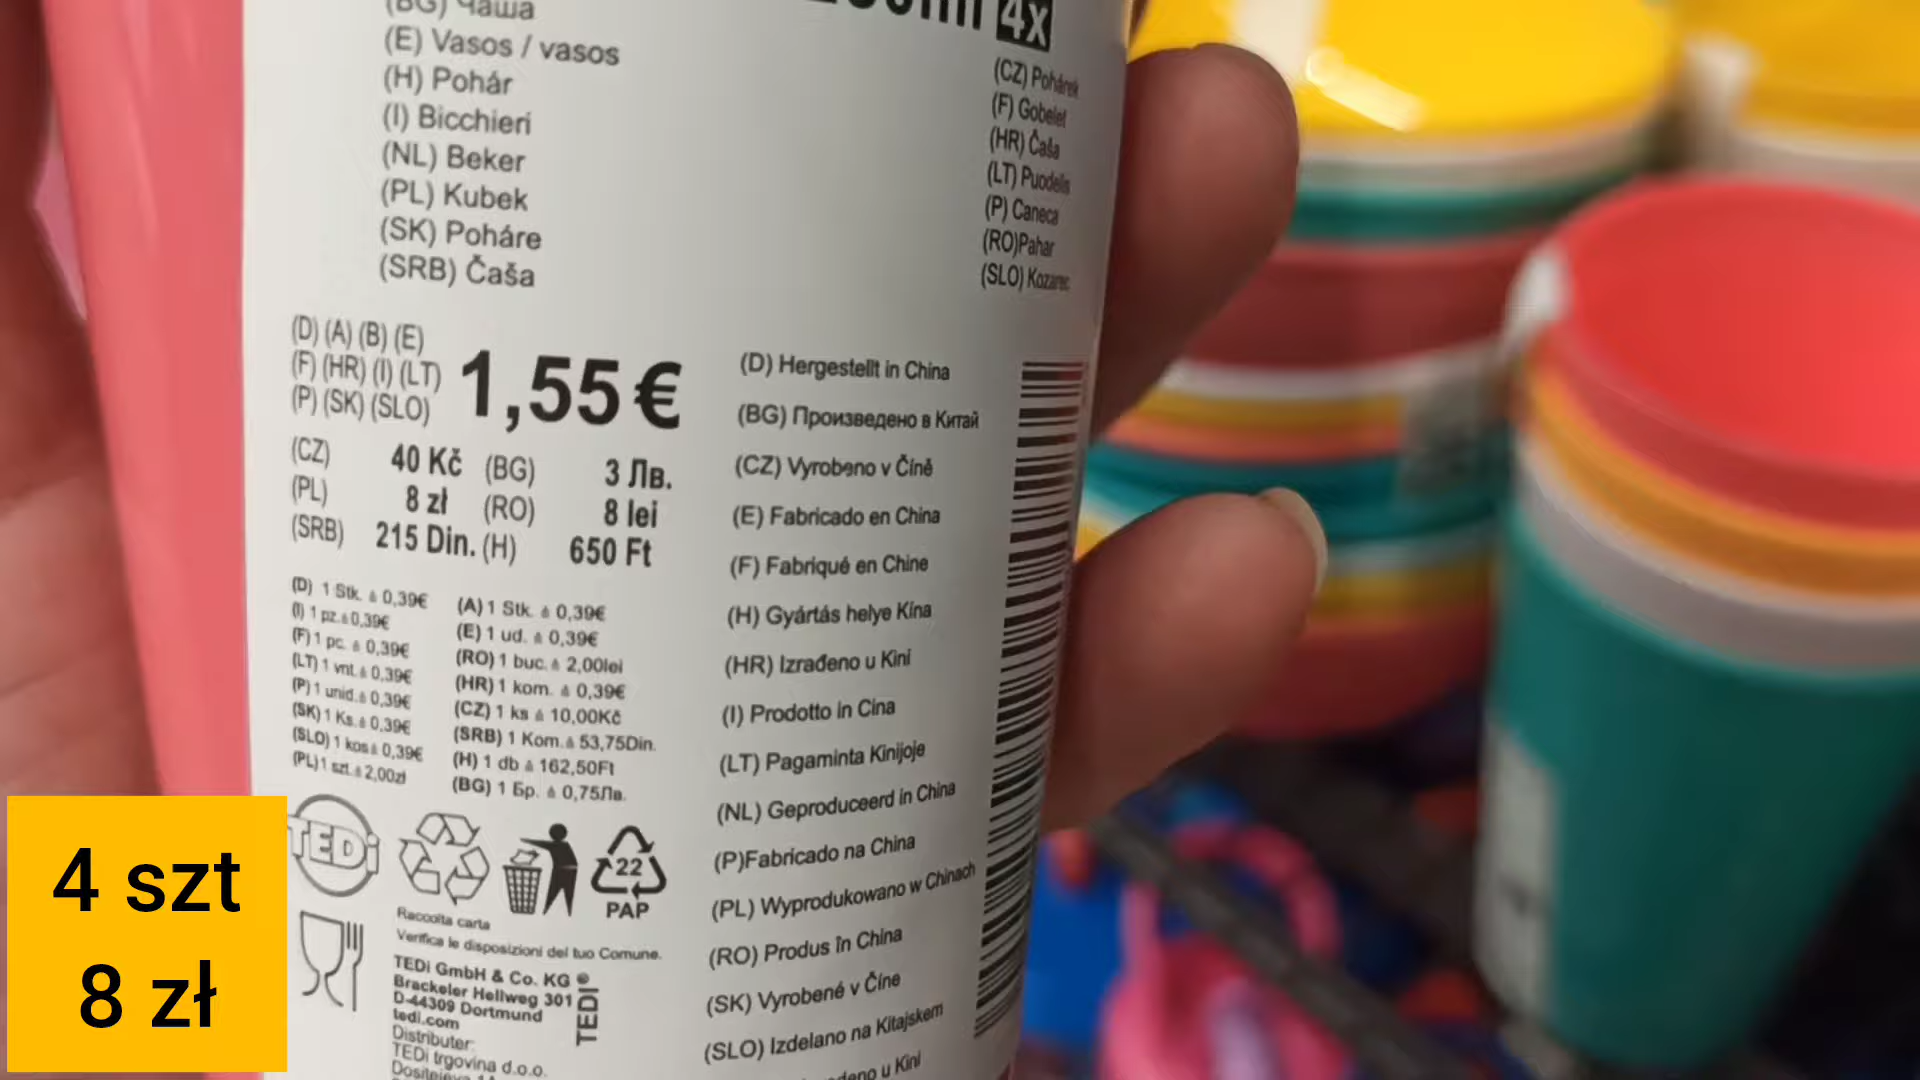 (BG) Чаша
(E) Vasos / vasos
(H) Pohár
(I) Bicchieri
(NL) Beker
(PL) Kubek
(SK) Poháre
(SRB) Čaša
4x
(CZ) Pohárek
(F) Gobelet
(HR) Čaša
(LT) Puodelis
(P) Caneca
(RO)Pahar
(SLO) Kozarec
(D) (A) (B) (E)
(F) (HR) (I) (LT)
(P) (SK) (SLO)
1,55€
(CZ) 40 Kč (BG) 3 Лв.
(PL) 8 zł (RO) 8 lei
(SRB) 215 Din. (H) 650 Ft
(D) 1 Stk. ≙ 0,39€
(I) 1 pz.≙0,39€
(F) 1 pc. ≙ 0,39€
(LT) 1 vnt.≙ 0,39€
(P) 1 unid.≙ 0,39€
(SK) 1 Ks.≙ 0,39€
(SLO) 1 kos≙ 0,39€
(PL)1 szt.≙ 2,00zł
(A) 1 Stk. ≙ 0,39€
(E) 1 ud. ≙ 0,39€
(RO) 1 buc.≙ 2,00lei
(HR) 1 kom. ≙ 0,39€
(CZ) 1 ks ≙ 10,00Kč
(SRB) 1 Kom.≙ 53,75Din.
(H) 1 db ≙ 162,50Ft
(BG) 1 Бр. ≙ 0,75Лв.
(D) Hergestellt in China
(BG) Произведено в Китай
(CZ) Vyrobeno v Číně
(E) Fabricado en China
(F) Fabriqué en Chine
(H) Gyártás helye Kína
(HR) Izrađeno u Kini
(I) Prodotto in Cina
(LT) Pagaminta Kinijoje
(NL) Geproduceerd in China
(P)Fabricado na China
(PL) Wyprodukowano w Chinach
(RO) Produs în China
(SK) Vyrobené v Číne
(SLO) Izdelano na Kitajskem
u Kini
TEDi
22
PAP
Raccolta carta
Verifica le disposizioni del tuo Comune.
TEDi GmbH & Co. KG
Brackeler Hellweg 301
D-44309 Dortmund
tedi.com
Distributer:
TEDi trgovina d.o.o.
TEDI
4 szt
8 zł